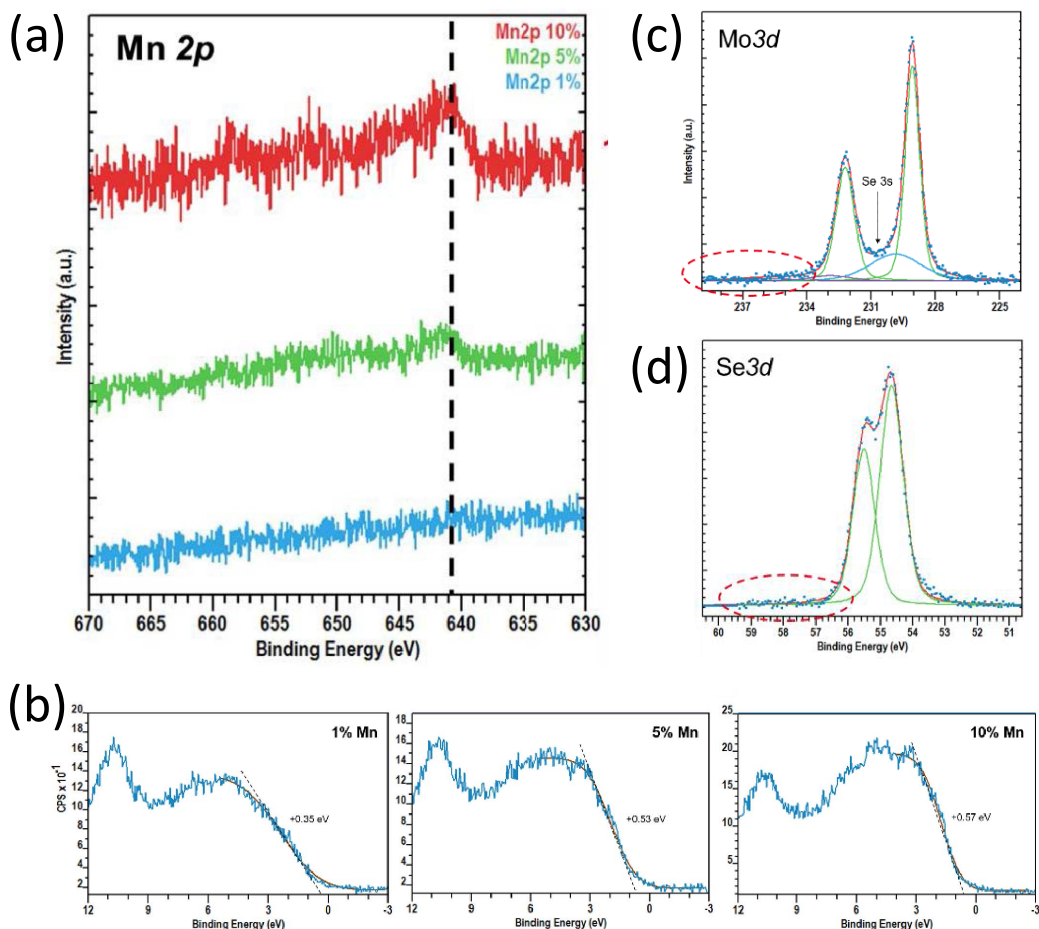 (a)
Mn 2p
Mn2p 10%
Mn2p 5%
Mn2p 1%
Intensity (a.u.)
670 665 660 655 650 645 640 635 630
Binding Energy (eV)
(c)
Mo3d
Se 3s
Intensity (a.u.)
237 234 231 228 225
Binding Energy (eV)
(d)
Se3d
60 59 58 57 56 55 54 53 52 51
Binding Energy (eV)
(b)
1% Mn
CPS x 10-1
20
18
16
14
12
10
8
6
4
2
+0.35 eV
12 9 6 3 0 -3
Binding Energy (eV)
5% Mn
18
16
14
12
10
8
6
4
2
+0.53 eV
12 9 6 3 0 -3
Binding Energy (eV)
10% Mn
25
20
15
10
5
+0.57 eV
12 9 6 3 0 -3
Binding Energy (eV)